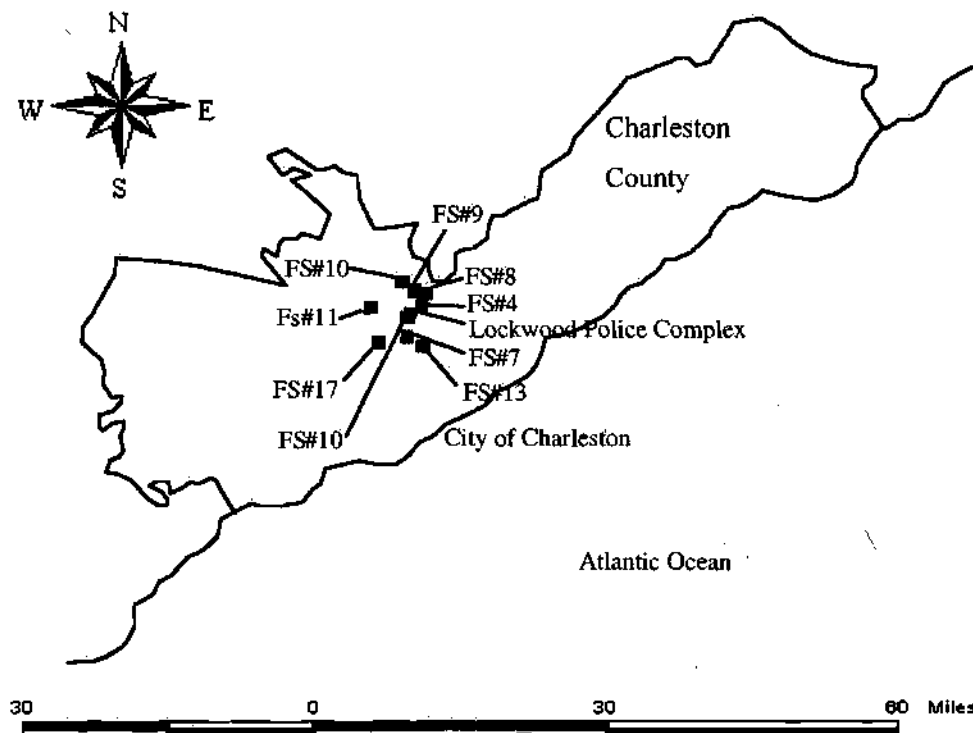 N
W E
S
Charleston
County
FS#9
FS#10
FS#8
Fs#11
FS#4
Lockwood Police Complex
FS#7
FS#17
FS#13
FS#10
City of Charleston
Atlantic Ocean
30 0 30 60 Miles